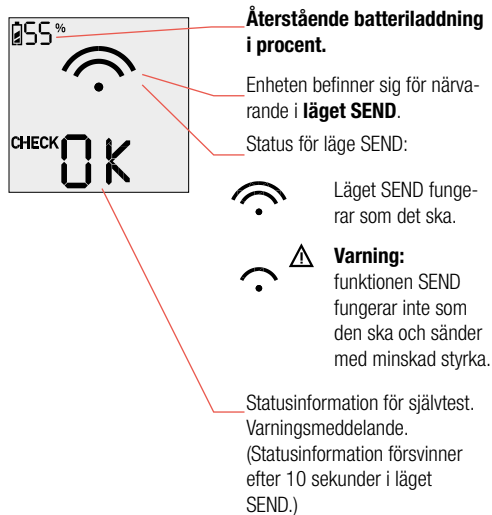 55%
CHECK
OK
Återstående batteriladdning
i procent.
Enheten befinner sig för närva-
rande i läget SEND.
Status för läge SEND:
Läget SEND funge-
rar som det ska.
Varning:
funktionen SEND
fungerar inte som
den ska och sänder
med minskad styrka.
Statusinformation för självtest.
Varningsmeddelande.
(Statusinformation försvinner
efter 10 sekunder i läget
SEND.)